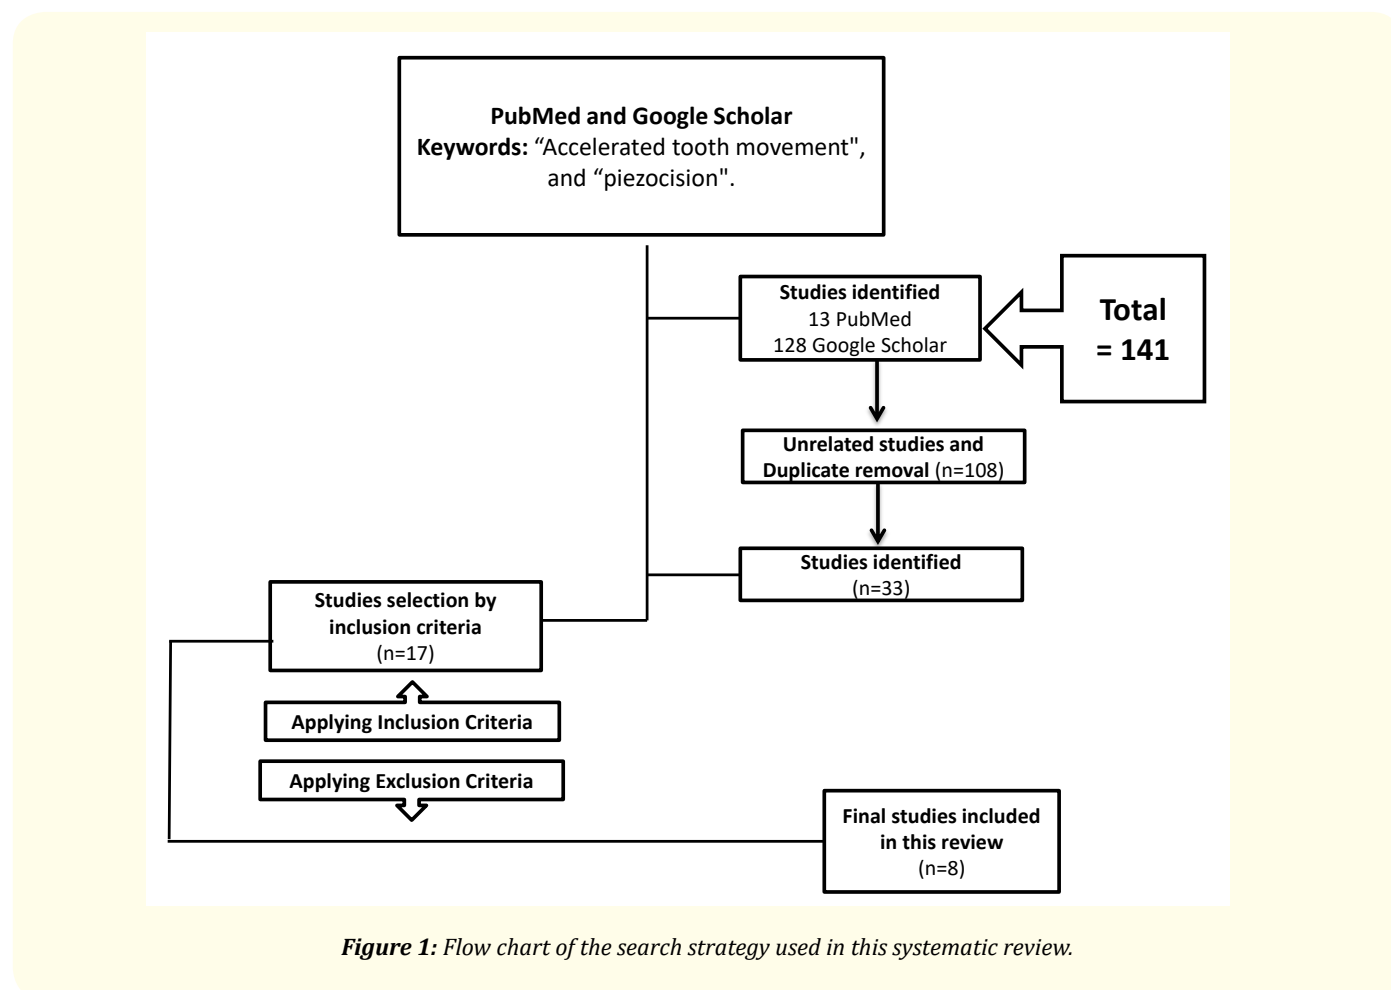 PubMed and Google Scholar
Keywords: “Accelerated tooth movement",
and “piezocision".
Studies identified
13 PubMed
128 Google Scholar
Total
= 141
Unrelated studies and
Duplicate removal (n=108)
Studies identified
(n=33)
Studies selection by
inclusion criteria
(n=17)
Applying Inclusion Criteria
Applying Exclusion Criteria
Final studies included
in this review
(n=8)
Figure 1: Flow chart of the search strategy used in this systematic review.